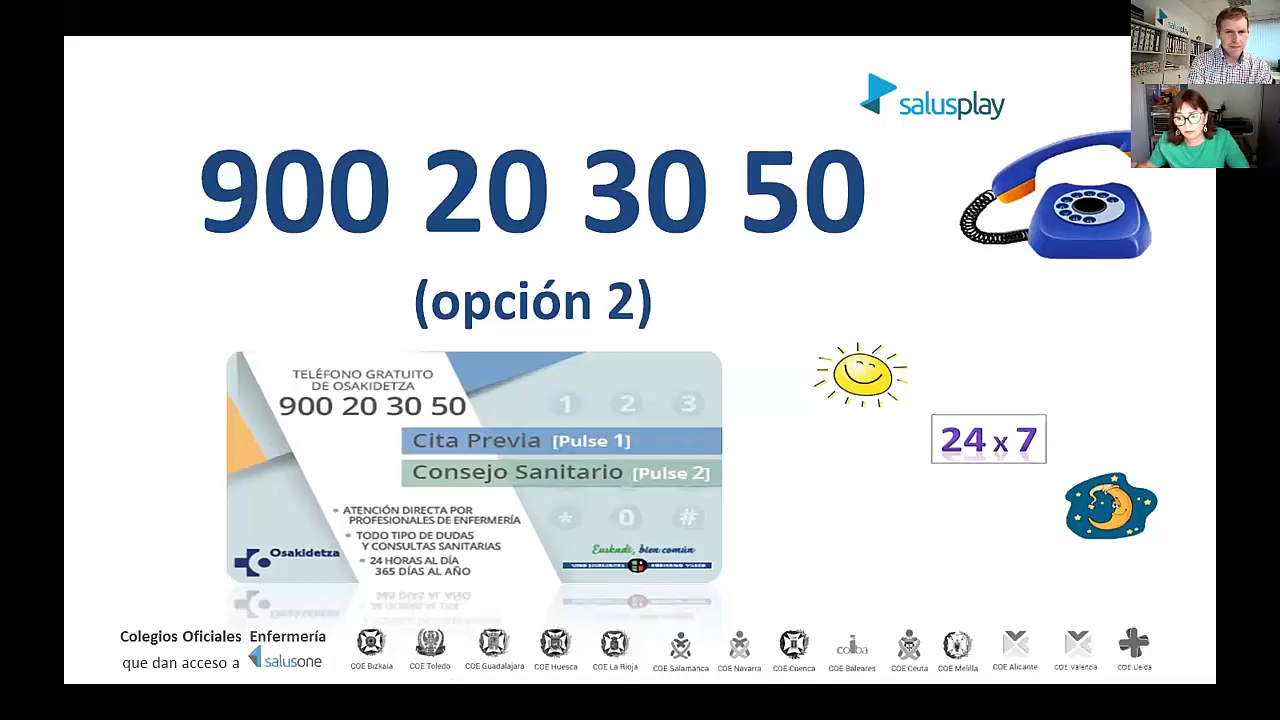 salusplay
900 20 30 50
(opción 2)
TELÉFONO GRATUITO
DE OSAKIDETZA
900 20 30 50
1 2 3
Cita Previa [Pulse 1]
Consejo Sanitario [Pulse 2]
* 0 #
• ATENCIÓN DIRECTA POR
PROFESIONALES DE ENFERMERÍA
• TODO TIPO DE DUDAS
Y CONSULTAS SANITARIAS
• 24 HORAS AL DÍA
365 DÍAS AL AÑO
Osakidetza
Euskadi, bien común
GOBIERNO VASCO
24 x 7
Colegios Oficiales Enfermería
que dan acceso a salusone
COE Bizkaia
COE Toledo
COE Guadalajara
COE Huesca
COE La Rioja
COE Salamanca
COE Navarra
COE Cuenca
COE Baleares
COE Ceuta
COE Melilla
COE Alicante
COE Valencia
COE Lleida